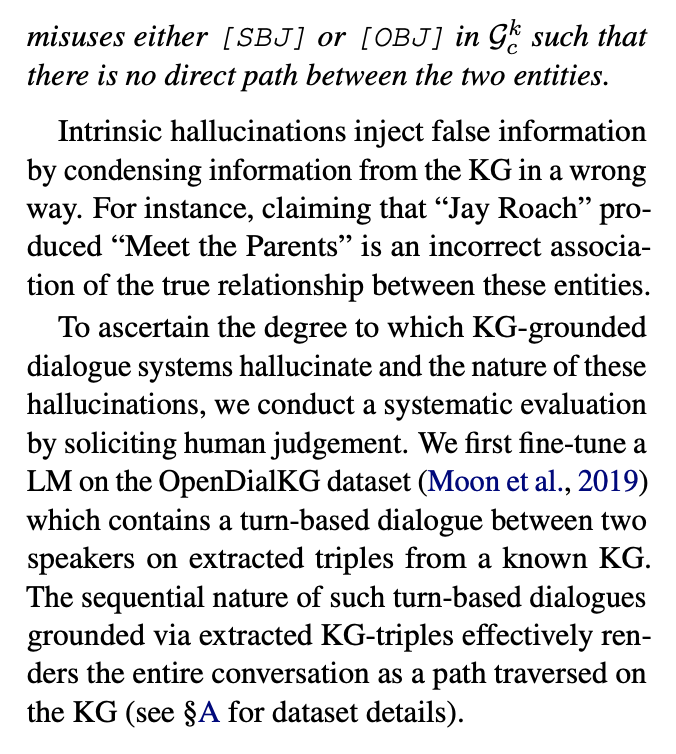 misuses either [SBJ] or [OBJ] in 𝒢ₖᶜ such that
there is no direct path between the two entities.
Intrinsic hallucinations inject false information
by condensing information from the KG in a wrong
way. For instance, claiming that “Jay Roach” pro-
duced “Meet the Parents” is an incorrect associa-
tion of the true relationship between these entities.
To ascertain the degree to which KG-grounded
dialogue systems hallucinate and the nature of these
hallucinations, we conduct a systematic evaluation
by soliciting human judgement. We first fine-tune a
LM on the OpenDialKG dataset (Moon et al., 2019)
which contains a turn-based dialogue between two
speakers on extracted triples from a known KG.
The sequential nature of such turn-based dialogues
grounded via extracted KG-triples effectively ren-
ders the entire conversation as a path traversed on
the KG (see §A for dataset details).